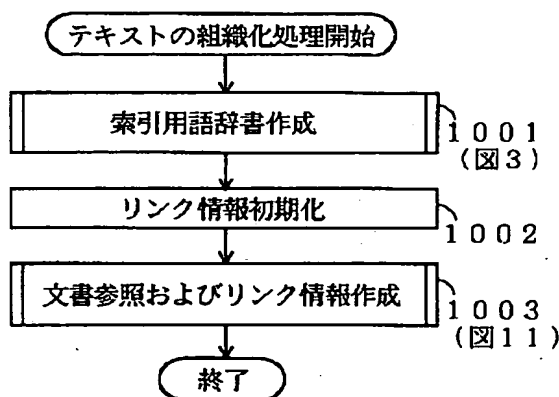 テキストの組織化処理開始
索引用語辞書作成
1001
(図3)
リンク情報初期化
1002
文書参照およびリンク情報作成
1003
(図11)
終了